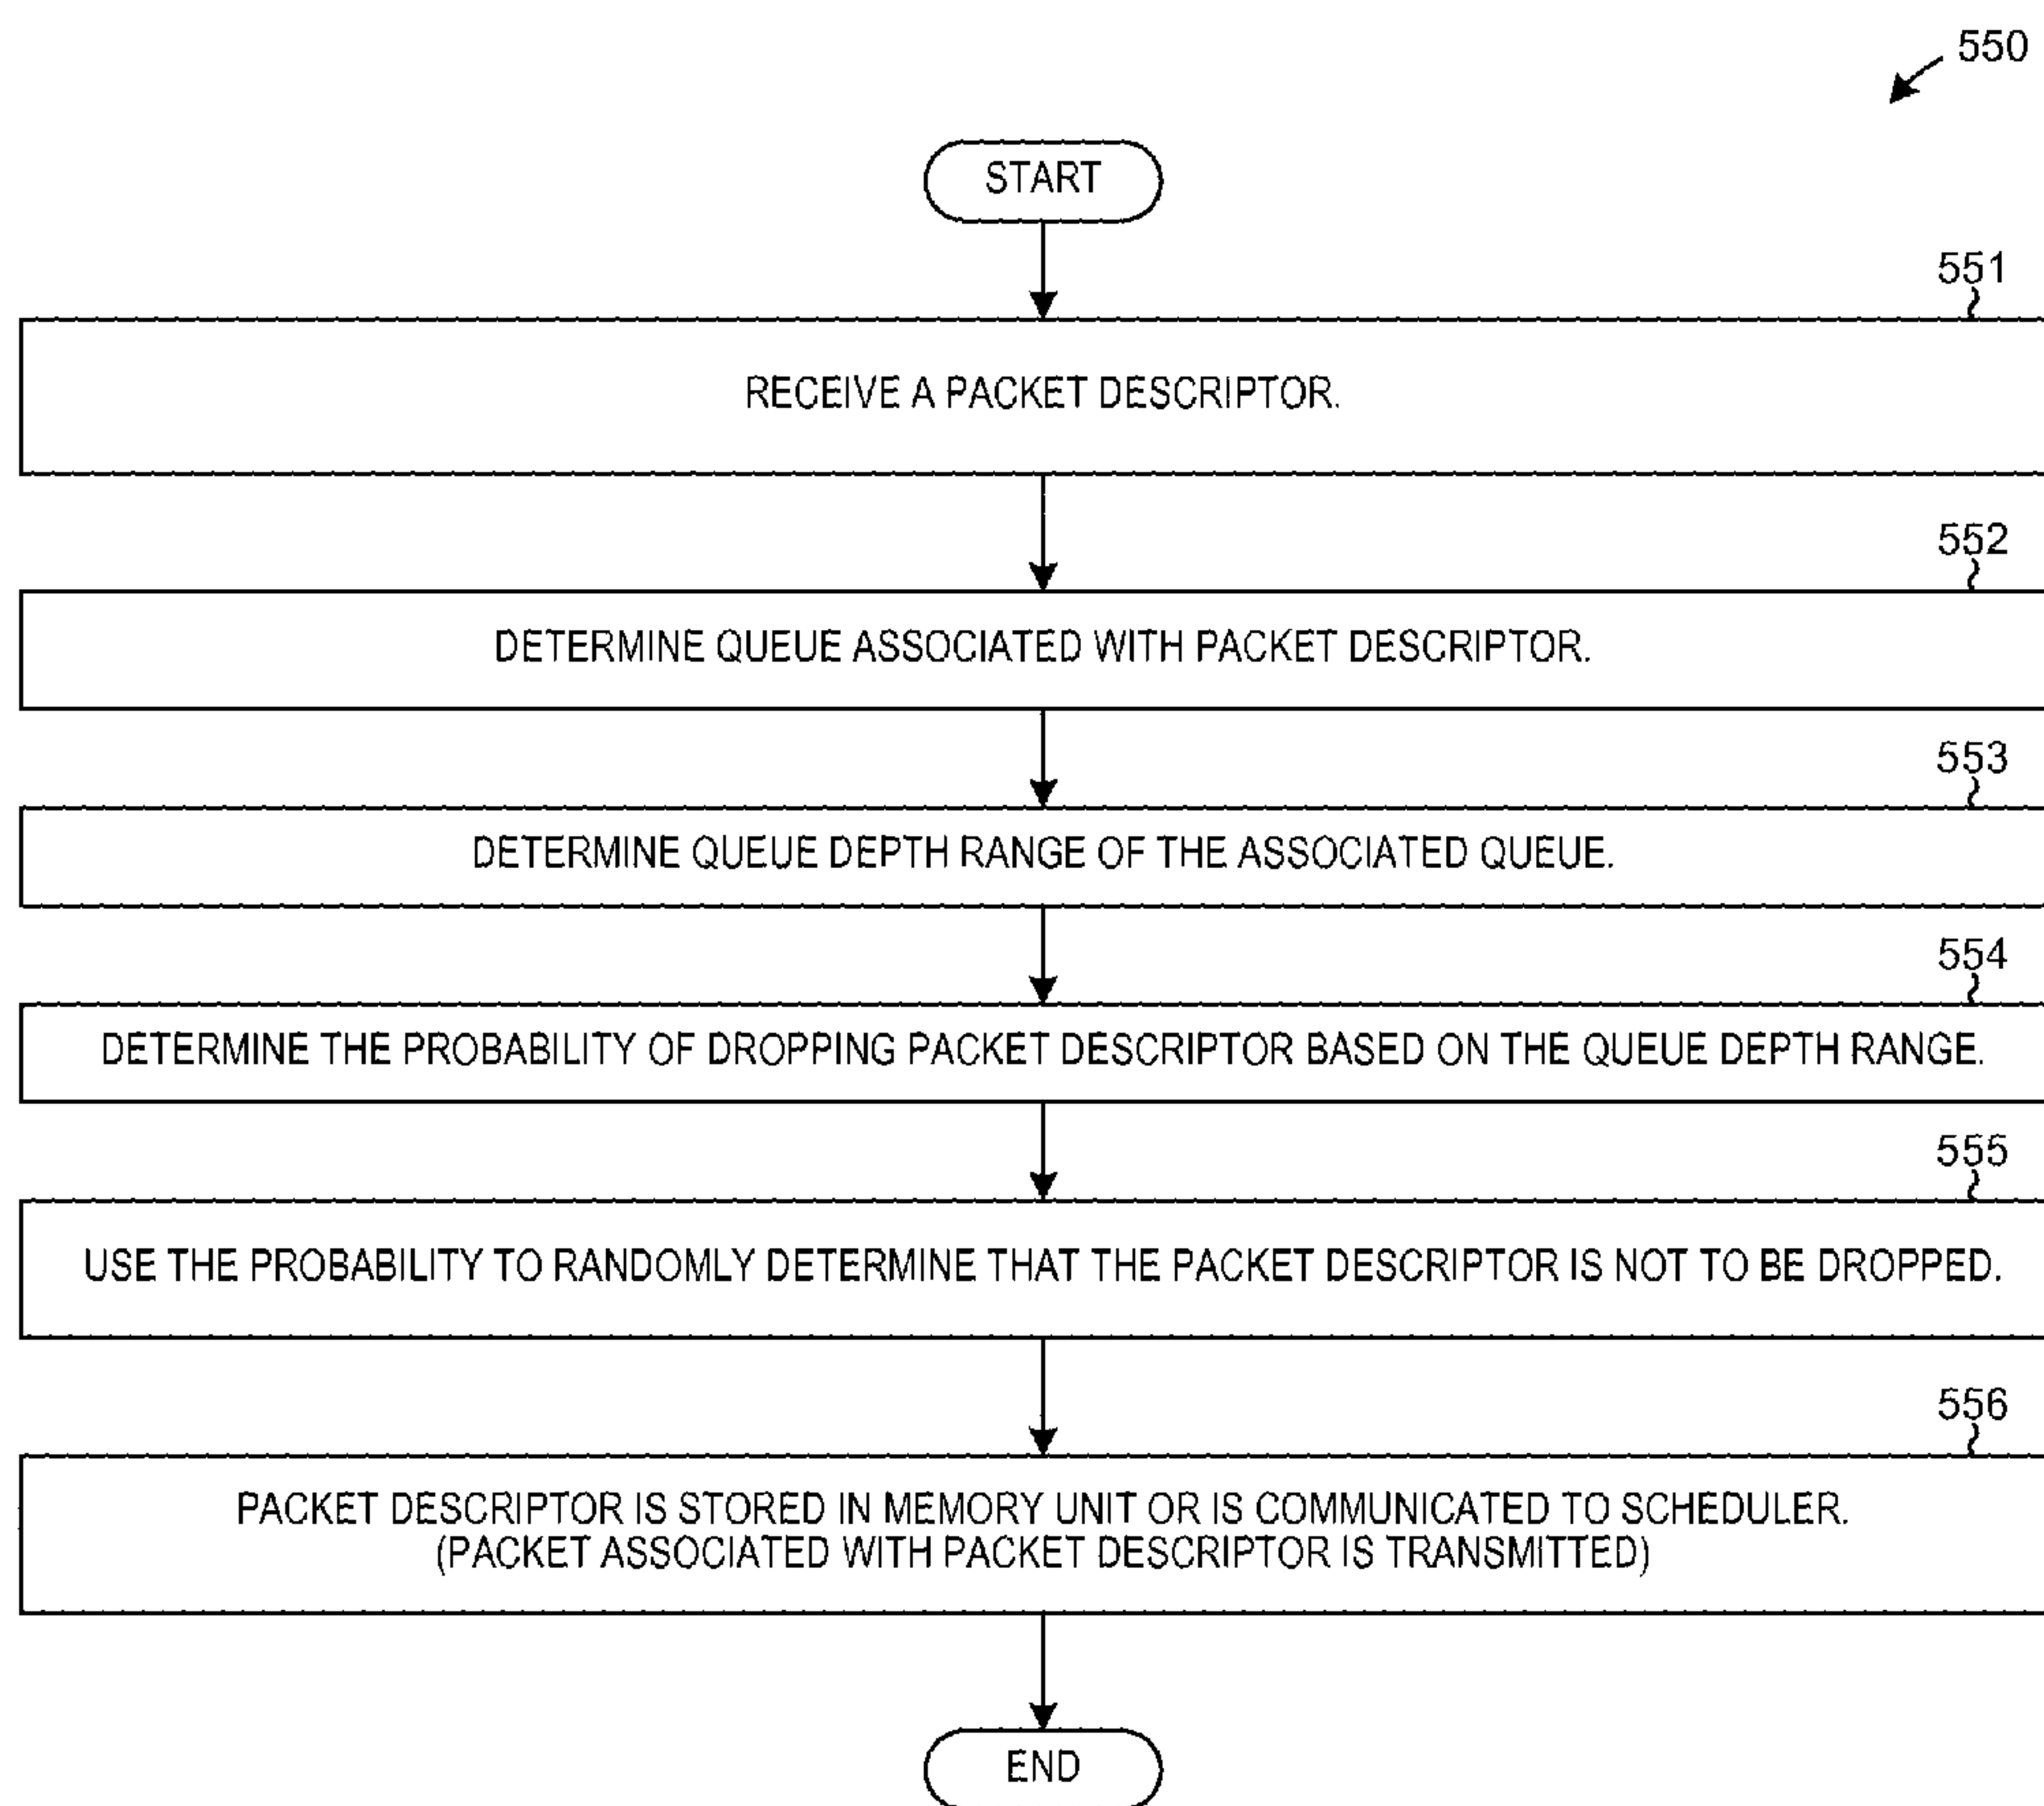 550
START
551
RECEIVE A PACKET DESCRIPTOR.
552
DETERMINE QUEUE ASSOCIATED WITH PACKET DESCRIPTOR.
553
DETERMINE QUEUE DEPTH RANGE OF THE ASSOCIATED QUEUE.
554
DETERMINE THE PROBABILITY OF DROPPING PACKET DESCRIPTOR BASED ON THE QUEUE DEPTH RANGE.
555
USE THE PROBABILITY TO RANDOMLY DETERMINE THAT THE PACKET DESCRIPTOR IS NOT TO BE DROPPED.
556
PACKET DESCRIPTOR IS STORED IN MEMORY UNIT OR IS COMMUNICATED TO SCHEDULER.
(PACKET ASSOCIATED WITH PACKET DESCRIPTOR IS TRANSMITTED)
END